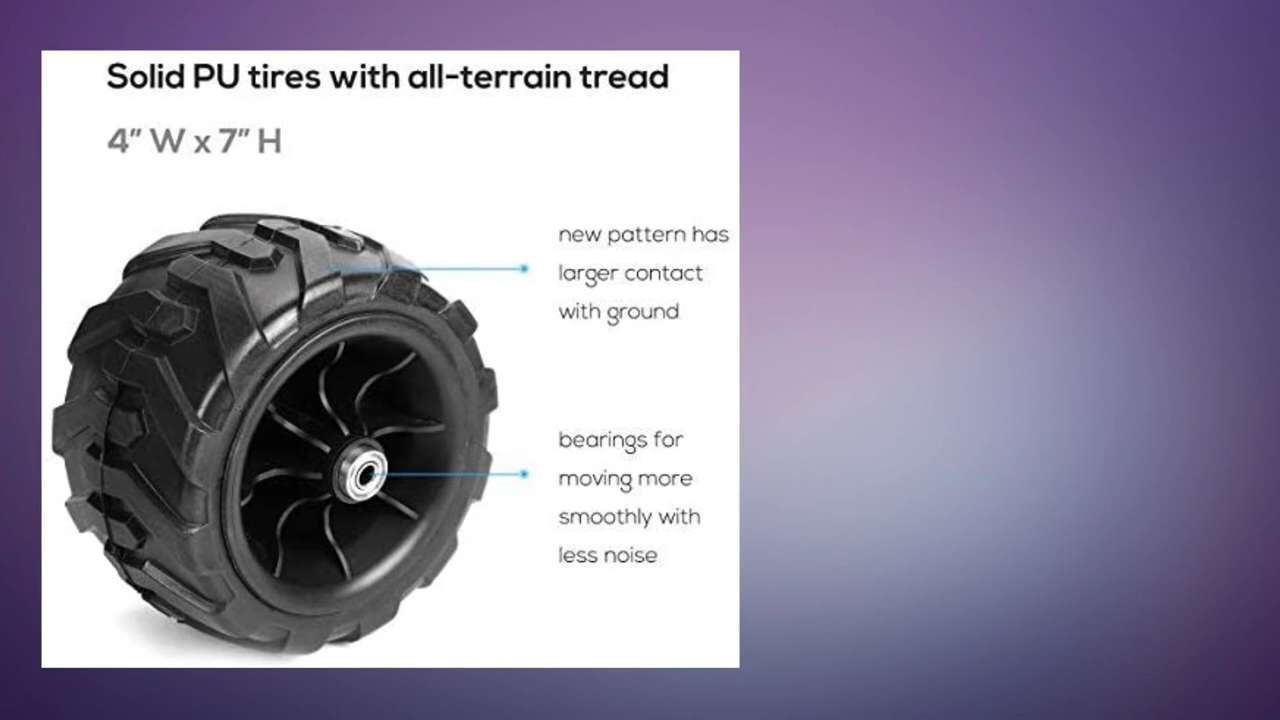 Solid PU tires with all-terrain tread
4” W x 7” H
new pattern has
larger contact
with ground
bearings for
moving more
smoothly with
less noise